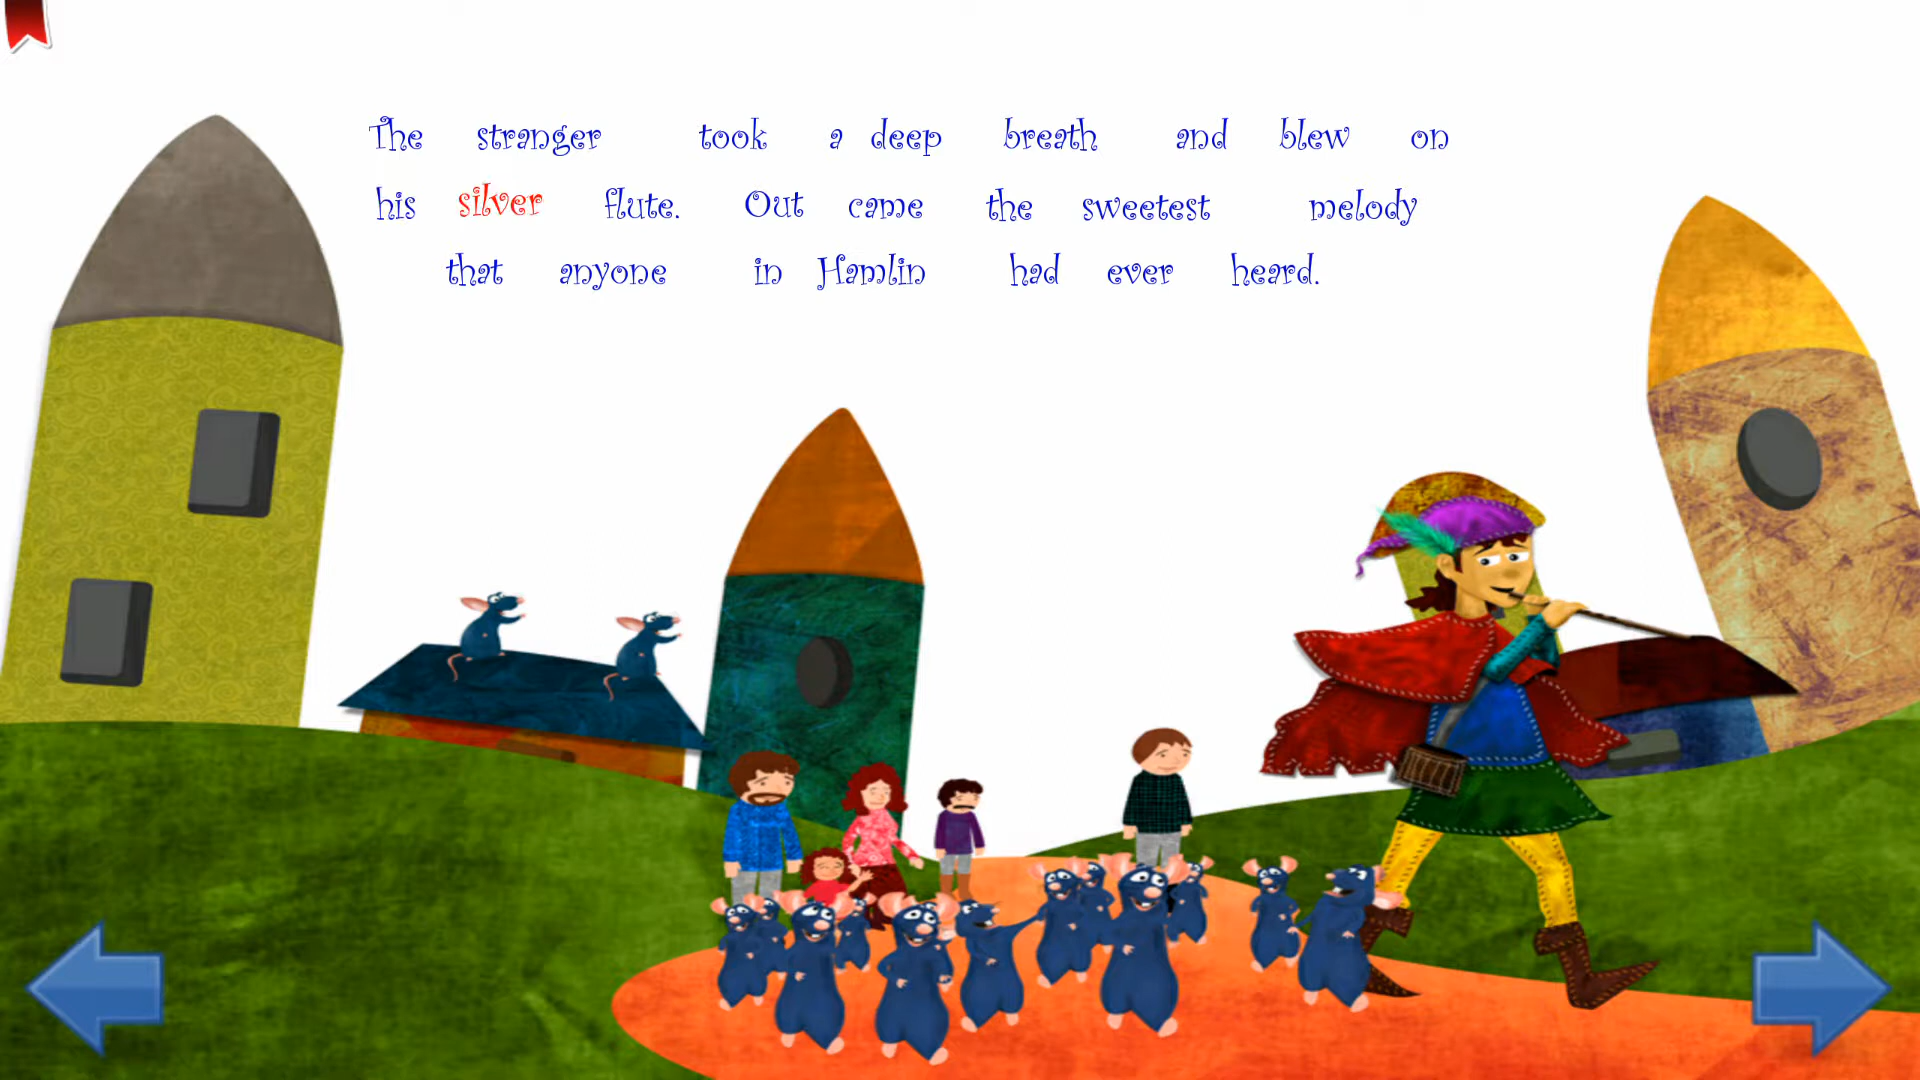 The stranger took a deep breath and blew on
his silver flute. Out came the sweetest melody
that anyone in Hamlin had ever heard.